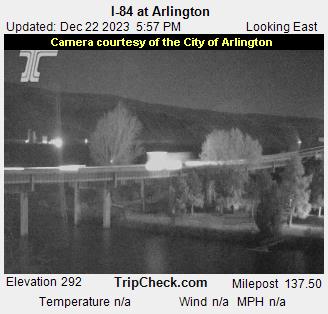 I-84 at Arlington
Updated: Dec 22 2023 5:57 PM Looking East
Camera courtesy of the City of Arlington
Elevation 292 TripCheck.com Milepost 137.50
Temperature n/a Wind n/a MPH n/a